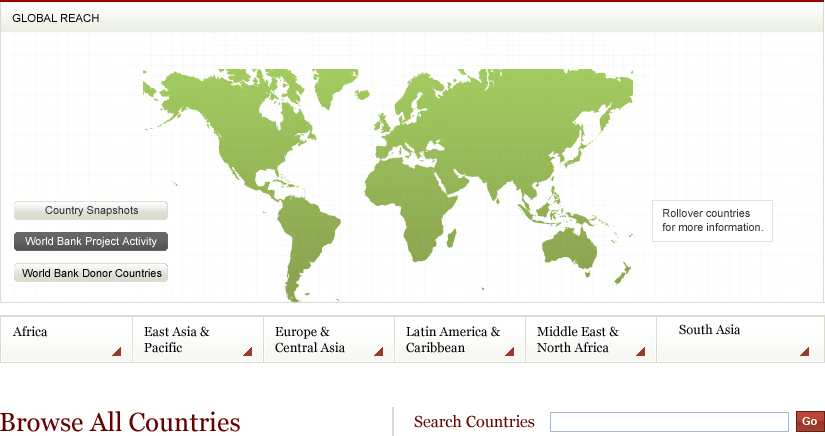 GLOBAL REACH
Country Snapshots
World Bank Project Activity
World Bank Donor Countries
Rollover countries
for more information.
Africa
East Asia &
Pacific
Europe &
Central Asia
Latin America &
Caribbean
Middle East &
North Africa
South Asia
Browse All Countries
Search Countries
Go